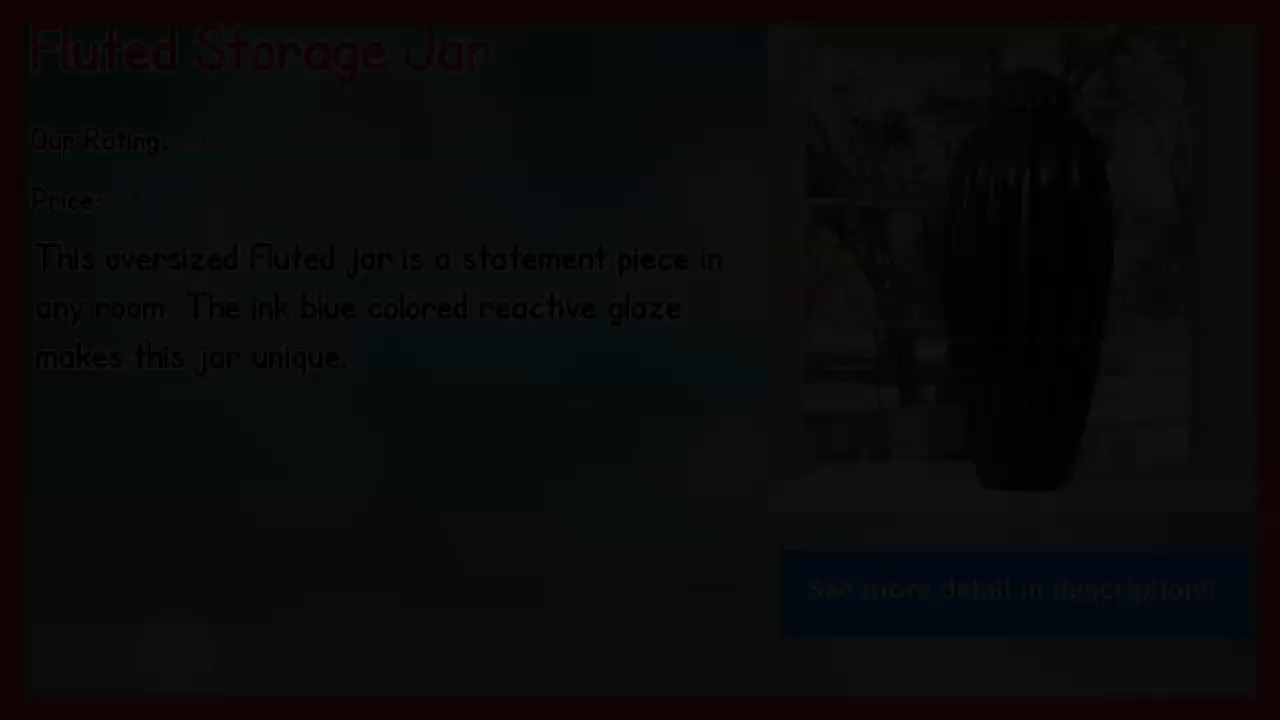 Fluted Storage Jar
Our Rating:
Price:
This oversized Fluted jar is a statement piece in
any room. The ink blue colored reactive glaze
makes this jar unique.
See more detail in description!!